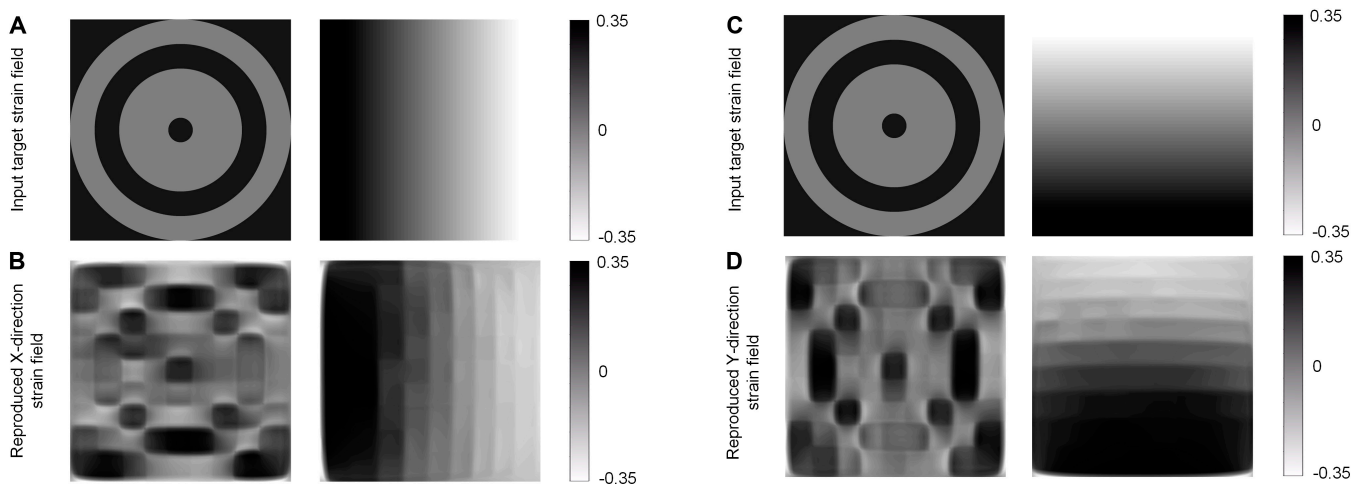 A
Input target strain field
0.35
0
-0.35
B
Reproduced X-direction
strain field
0.35
0
-0.35
C
Input target strain field
0.35
0
-0.35
D
Reproduced Y-direction
strain field
0.35
0
-0.35